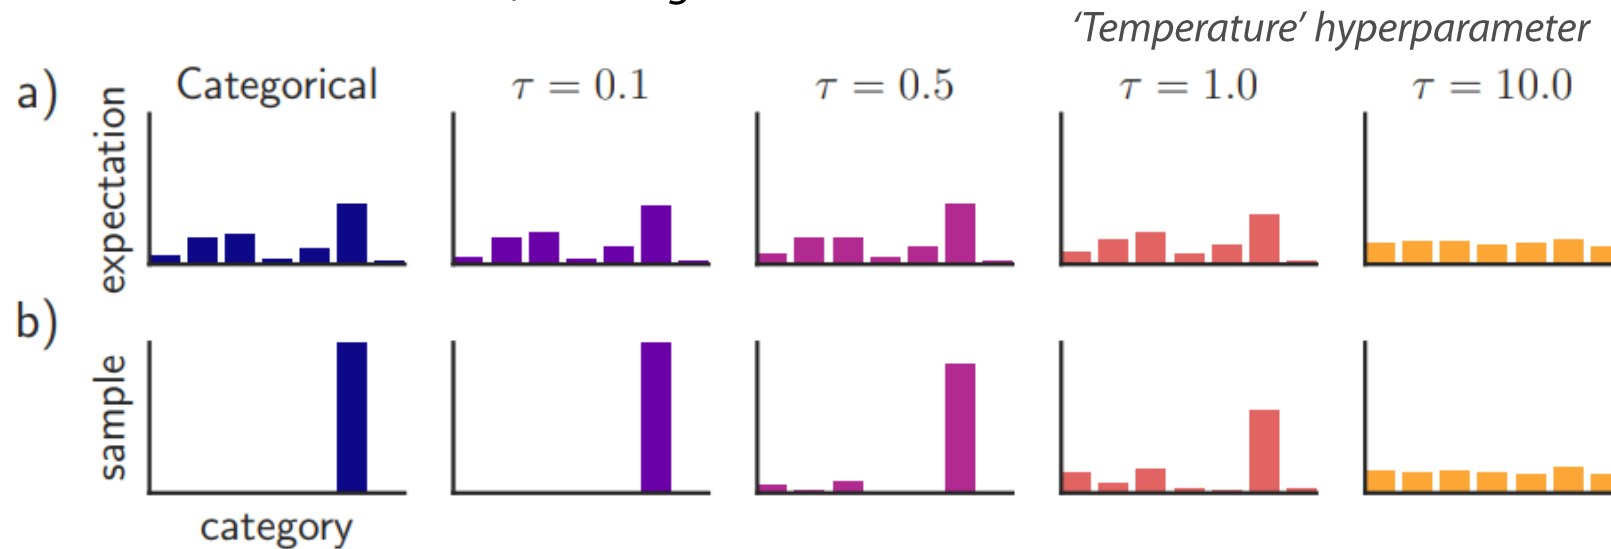 'Temperature' hyperparameter
a) Categorical τ = 0.1 τ = 0.5 τ = 1.0 τ = 10.0
expectation
b)
sample
category